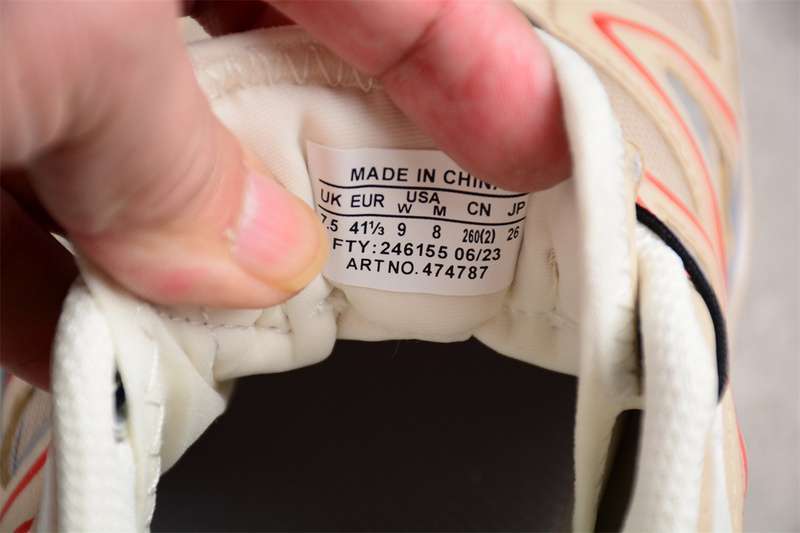 MADE IN CHINA
UK EUR USA W M CN JP
7.5 41⅓ 9 8 260(2) 26
FTY: 246155 06/23
ART NO. 474787